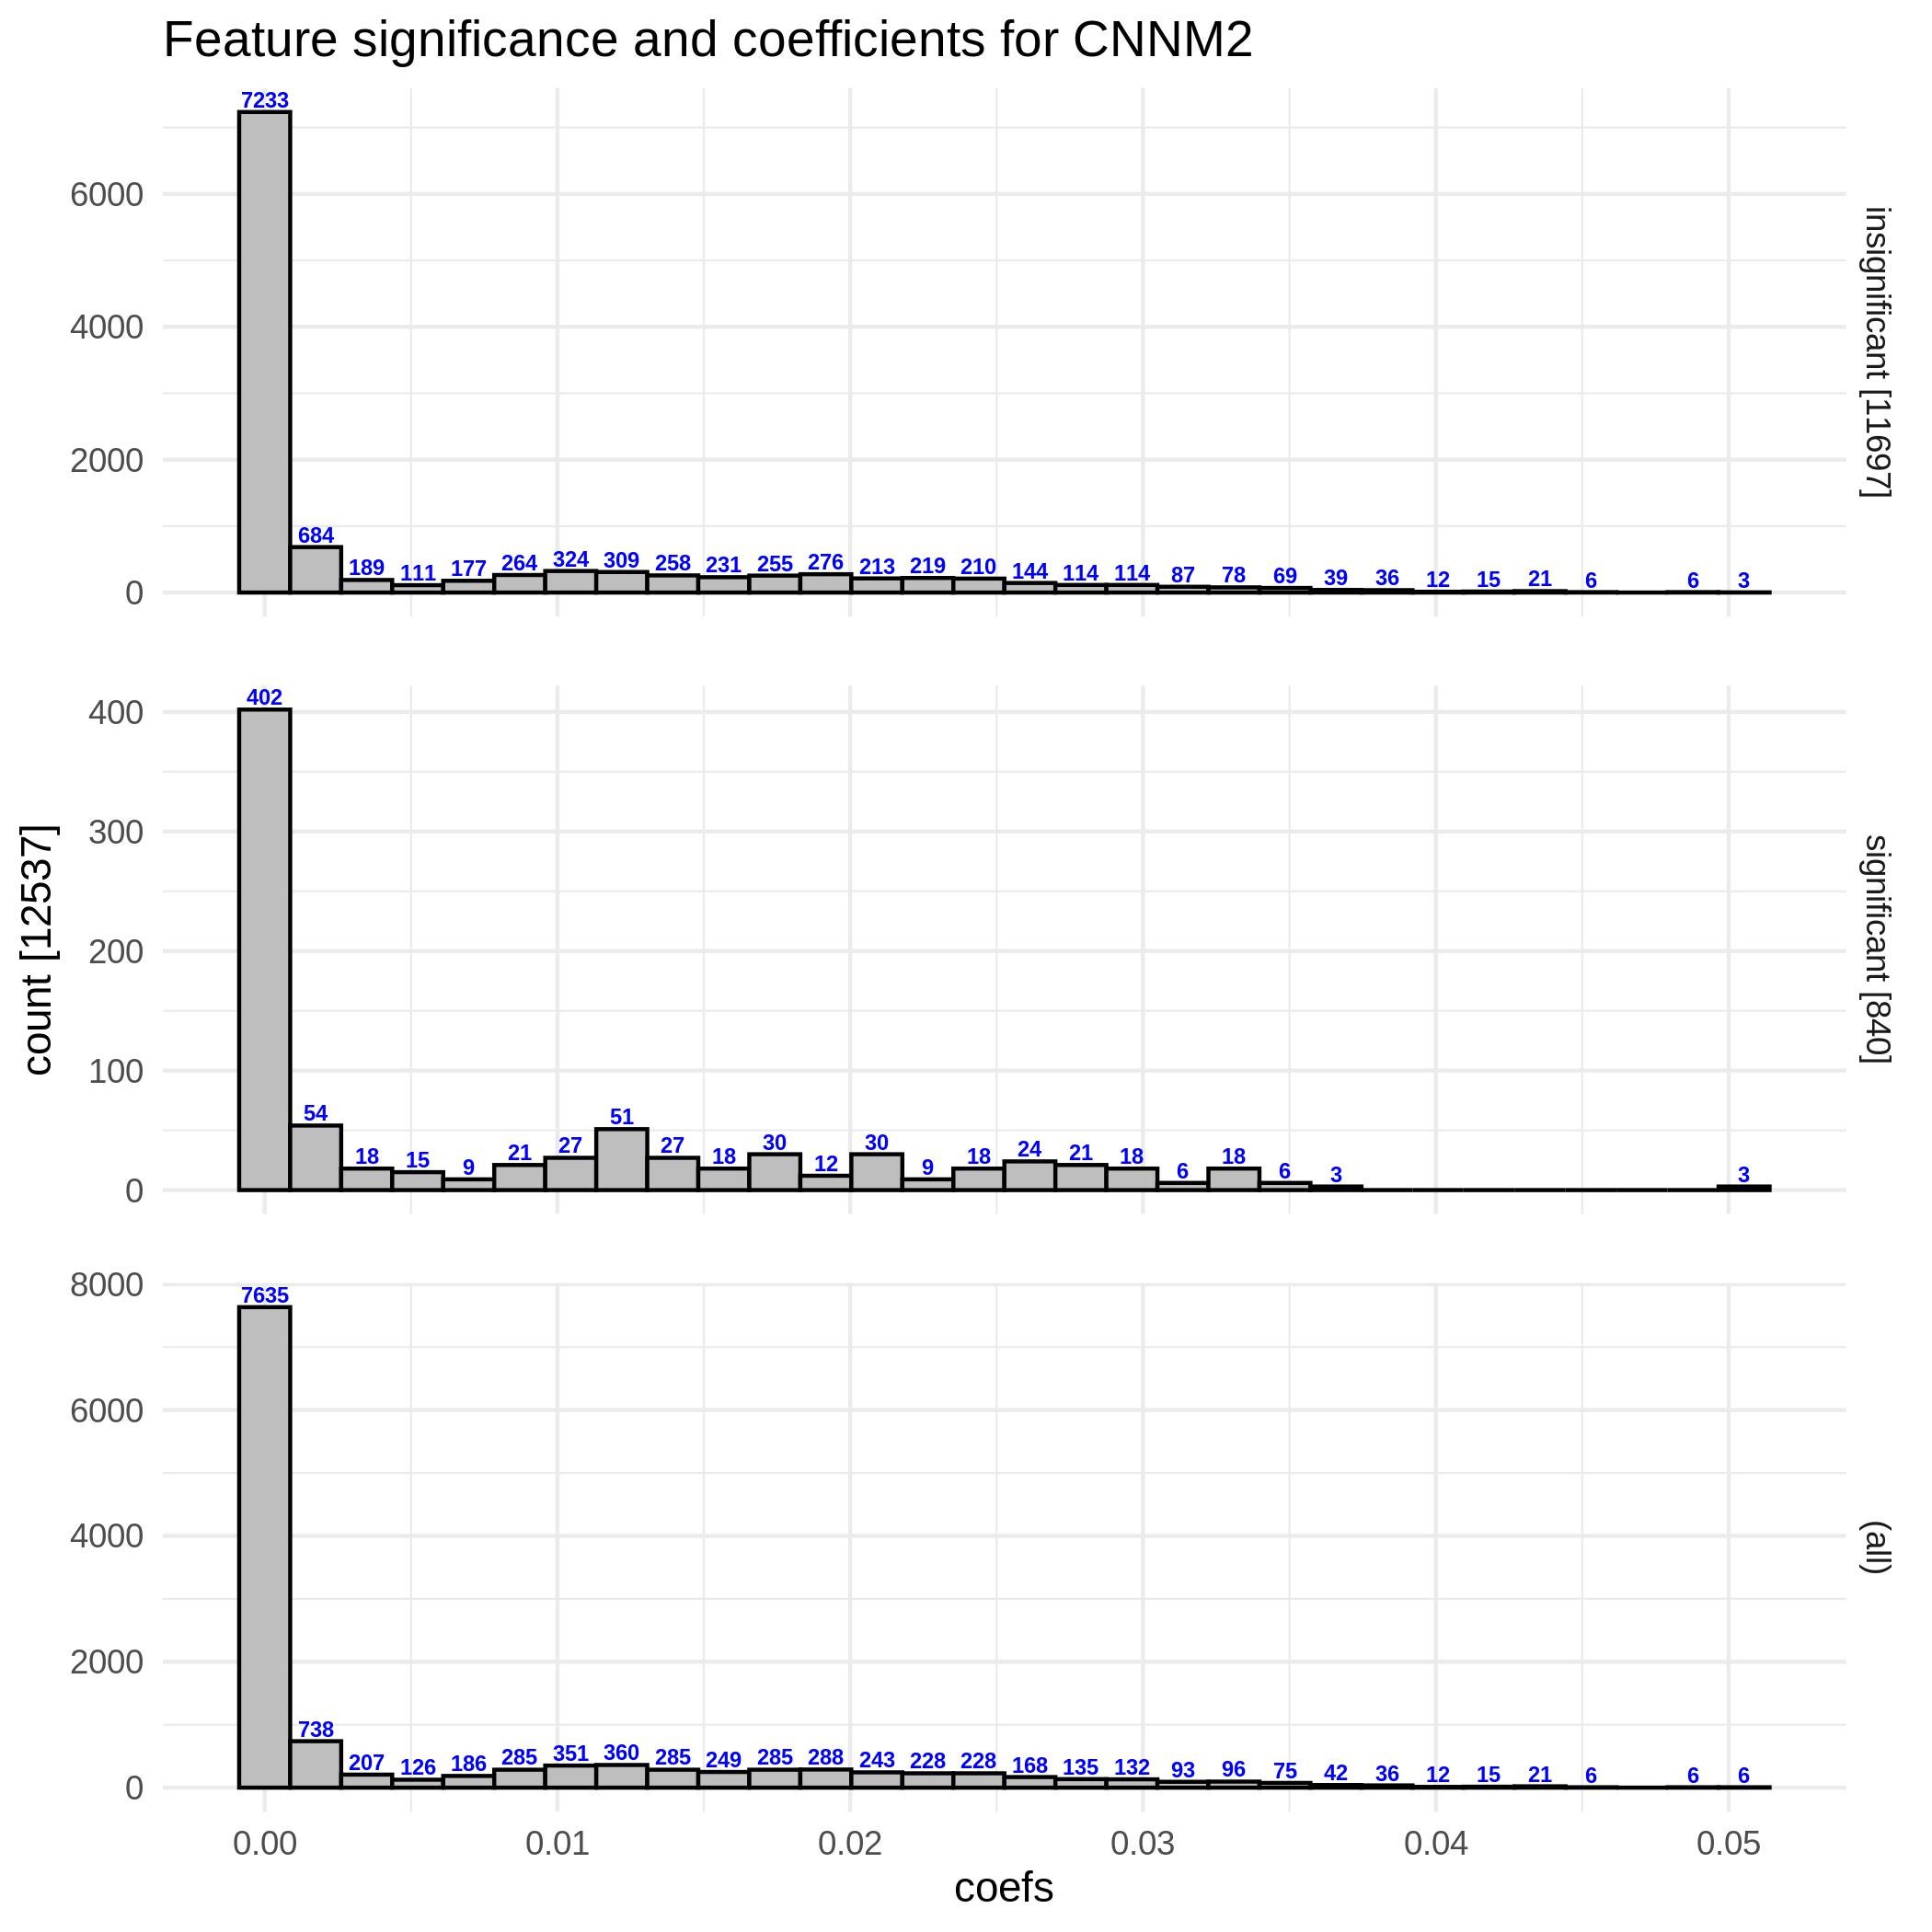 Feature significance and coefficients for CNNM2
7233
684 189 111 177 264 324 309 258 231 255 276 213 219 210 144 114 114 87 78 69 39 36 12 15 21 6 6 3
6000
4000
2000
0
insignificant [11697]
402
54 18 15 9 21 27 51 27 18 30 12 30 9 18 24 21 18 6 18 6 3 3
400
300
200
100
0
significant [840]
count [12537]
7635
738 207 126 186 285 351 360 285 249 285 288 243 228 228 168 135 132 93 96 75 42 36 12 15 21 6 6 6
8000
6000
4000
2000
0
(all)
0.00 0.01 0.02 0.03 0.04 0.05
coefs